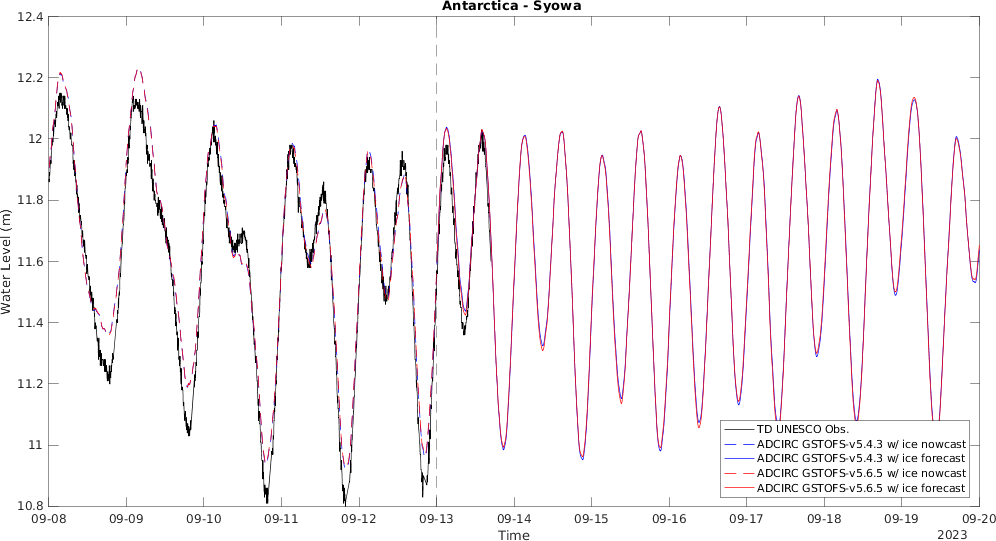 Antarctica - Syowa
12.4
12.2
12
11.8
11.6
11.4
11.2
11
10.8
Water Level (m)
TD UNESCO Obs.
ADCIRC GSTOFS-v5.4.3 w/ ice nowcast
ADCIRC GSTOFS-v5.4.3 w/ ice forecast
ADCIRC GSTOFS-v5.6.5 w/ ice nowcast
ADCIRC GSTOFS-v5.6.5 w/ ice forecast
09-08 09-09 09-10 09-11 09-12 09-13 09-14 09-15 09-16 09-17 09-18 09-19 09-20
Time
2023